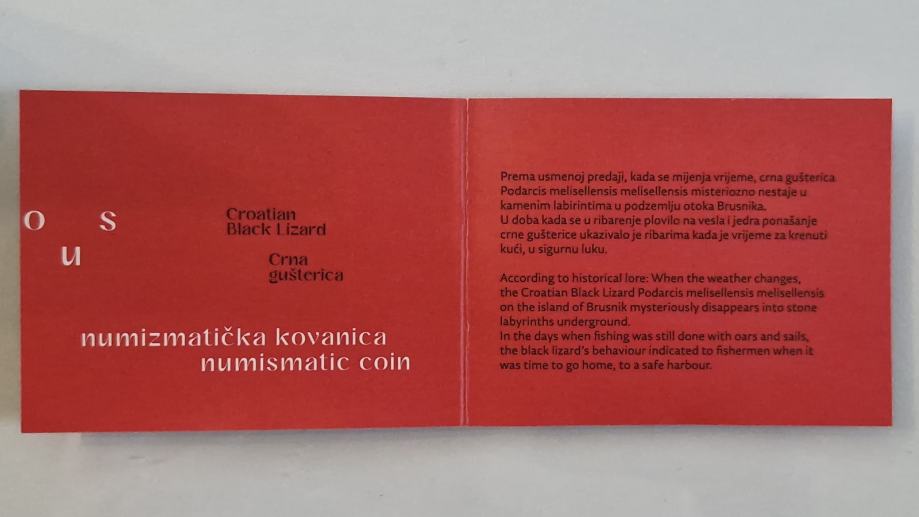 o s
u
Croatian
Black Lizard
Crna
gušterica
numizmatička kovanica
numismatic coin
Prema usmenoj predaji, kada se mijenja vrijeme, crna gušterica
Podarcis melisellensis melisellensis misteriozno nestaje u
kamenim labirintima u podzemlju otoka Brusnika.
U doba kada se u ribarenje plovilo na vesla i jedra ponašanje
crne gušterice ukazivalo je ribarima kada je vrijeme za krenuti
kući, u sigurnu luku.
According to historical lore: When the weather changes,
the Croatian Black Lizard Podarcis melisellensis melisellensis
on the island of Brusnik mysteriously disappears into stone
labyrinths underground.
In the days when fishing was still done with oars and sails,
the black lizard's behaviour indicated to fishermen when it
was time to go home, to a safe harbour.